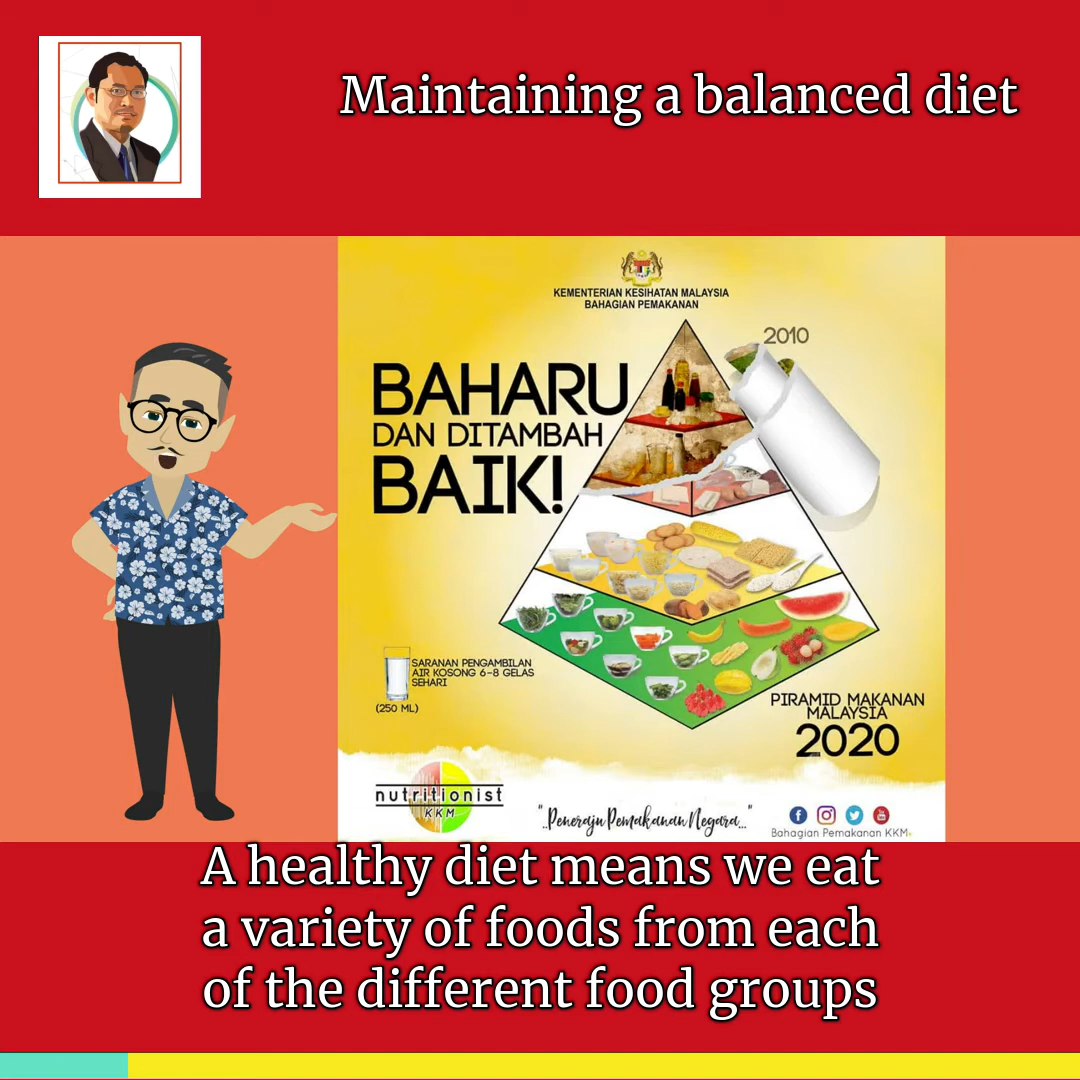 Maintaining a balanced diet
KEMENTERIAN KESIHATAN MALAYSIA
BAHAGIAN PEMAKANAN
2010
BAHARU
DAN DITAMBAH
BAIK!
SARANAN PENGAMBILAN
AIR KOSONG 6-8 GELAS
SEHARI
(250 ML)
PIRAMID MAKANAN
MALAYSIA
2020
nutritionist
KKM
"..Peneraju Pemakanan Negara..."
Bahagian Pemakanan KKM
A healthy diet means we eat
a variety of foods from each
of the different food groups